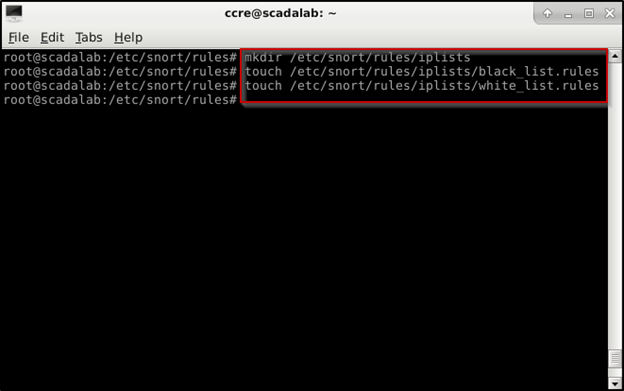 ccre@scadalab: ~
File Edit Tabs Help
root@scadalab:/etc/snort/rules# mkdir /etc/snort/rules/iplists
root@scadalab:/etc/snort/rules# touch /etc/snort/rules/iplists/black_list.rules
root@scadalab:/etc/snort/rules# touch /etc/snort/rules/iplists/white_list.rules
root@scadalab:/etc/snort/rules#